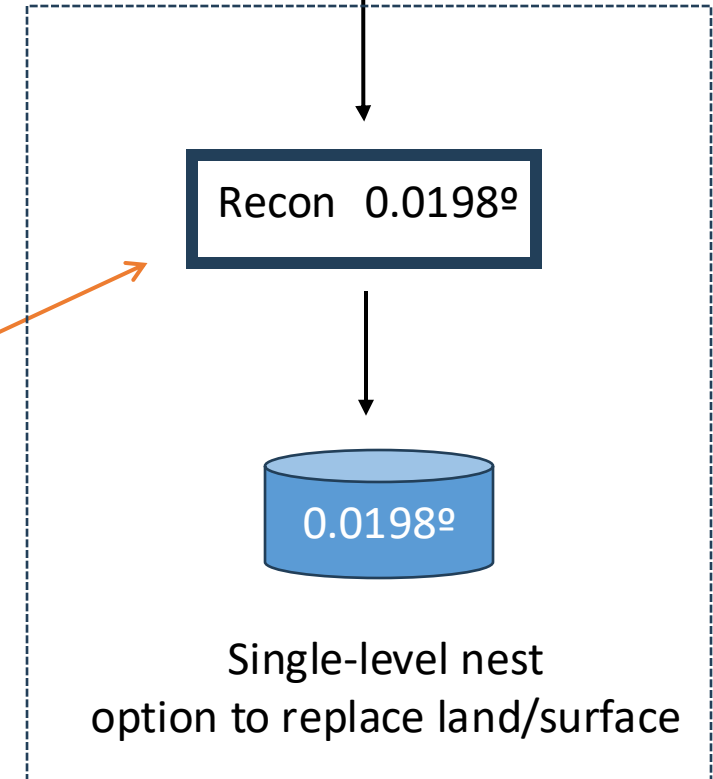 Recon 0.0198º
0.0198º
Single-level nest
option to replace land/surface